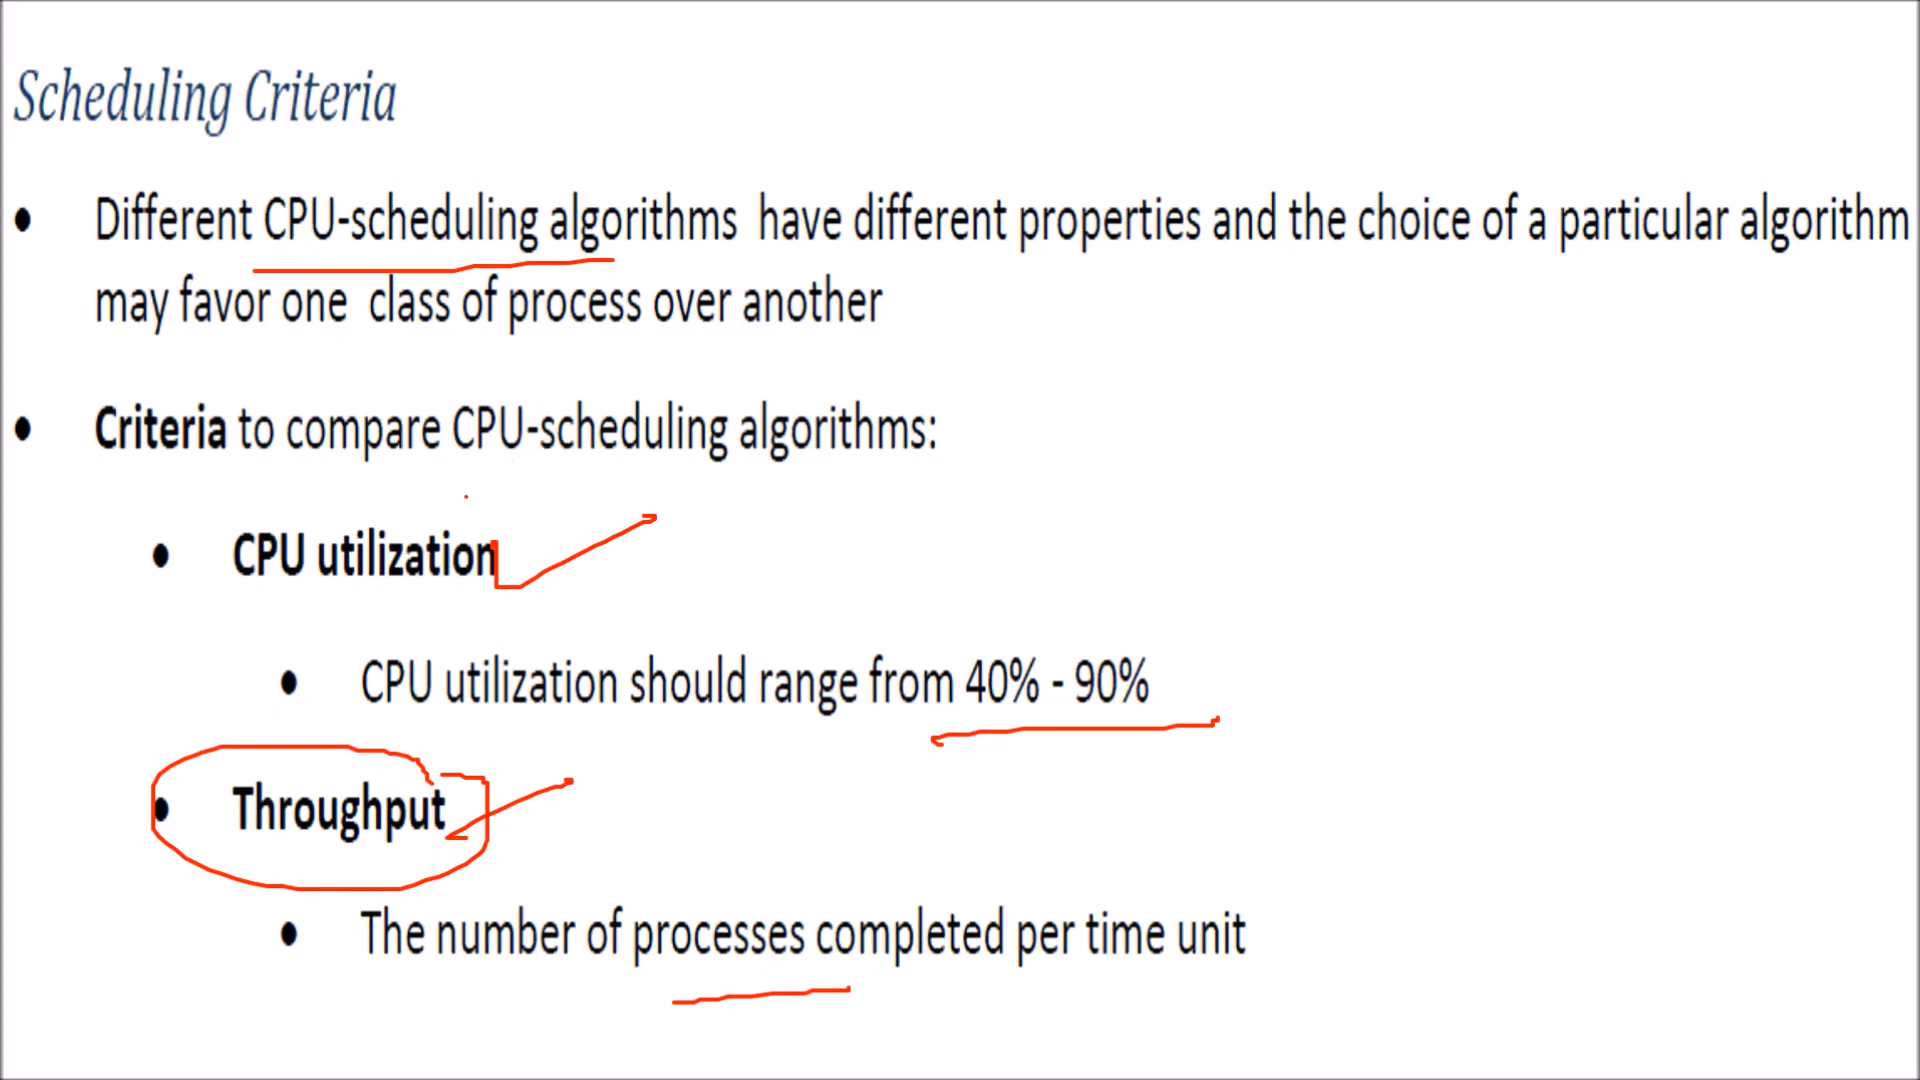 Scheduling Criteria
• Different CPU-scheduling algorithms have different properties and the choice of a particular algorithm
may favor one class of process over another
• Criteria to compare CPU-scheduling algorithms:
• CPU utilization
• CPU utilization should range from 40% - 90%
• Throughput
• The number of processes completed per time unit